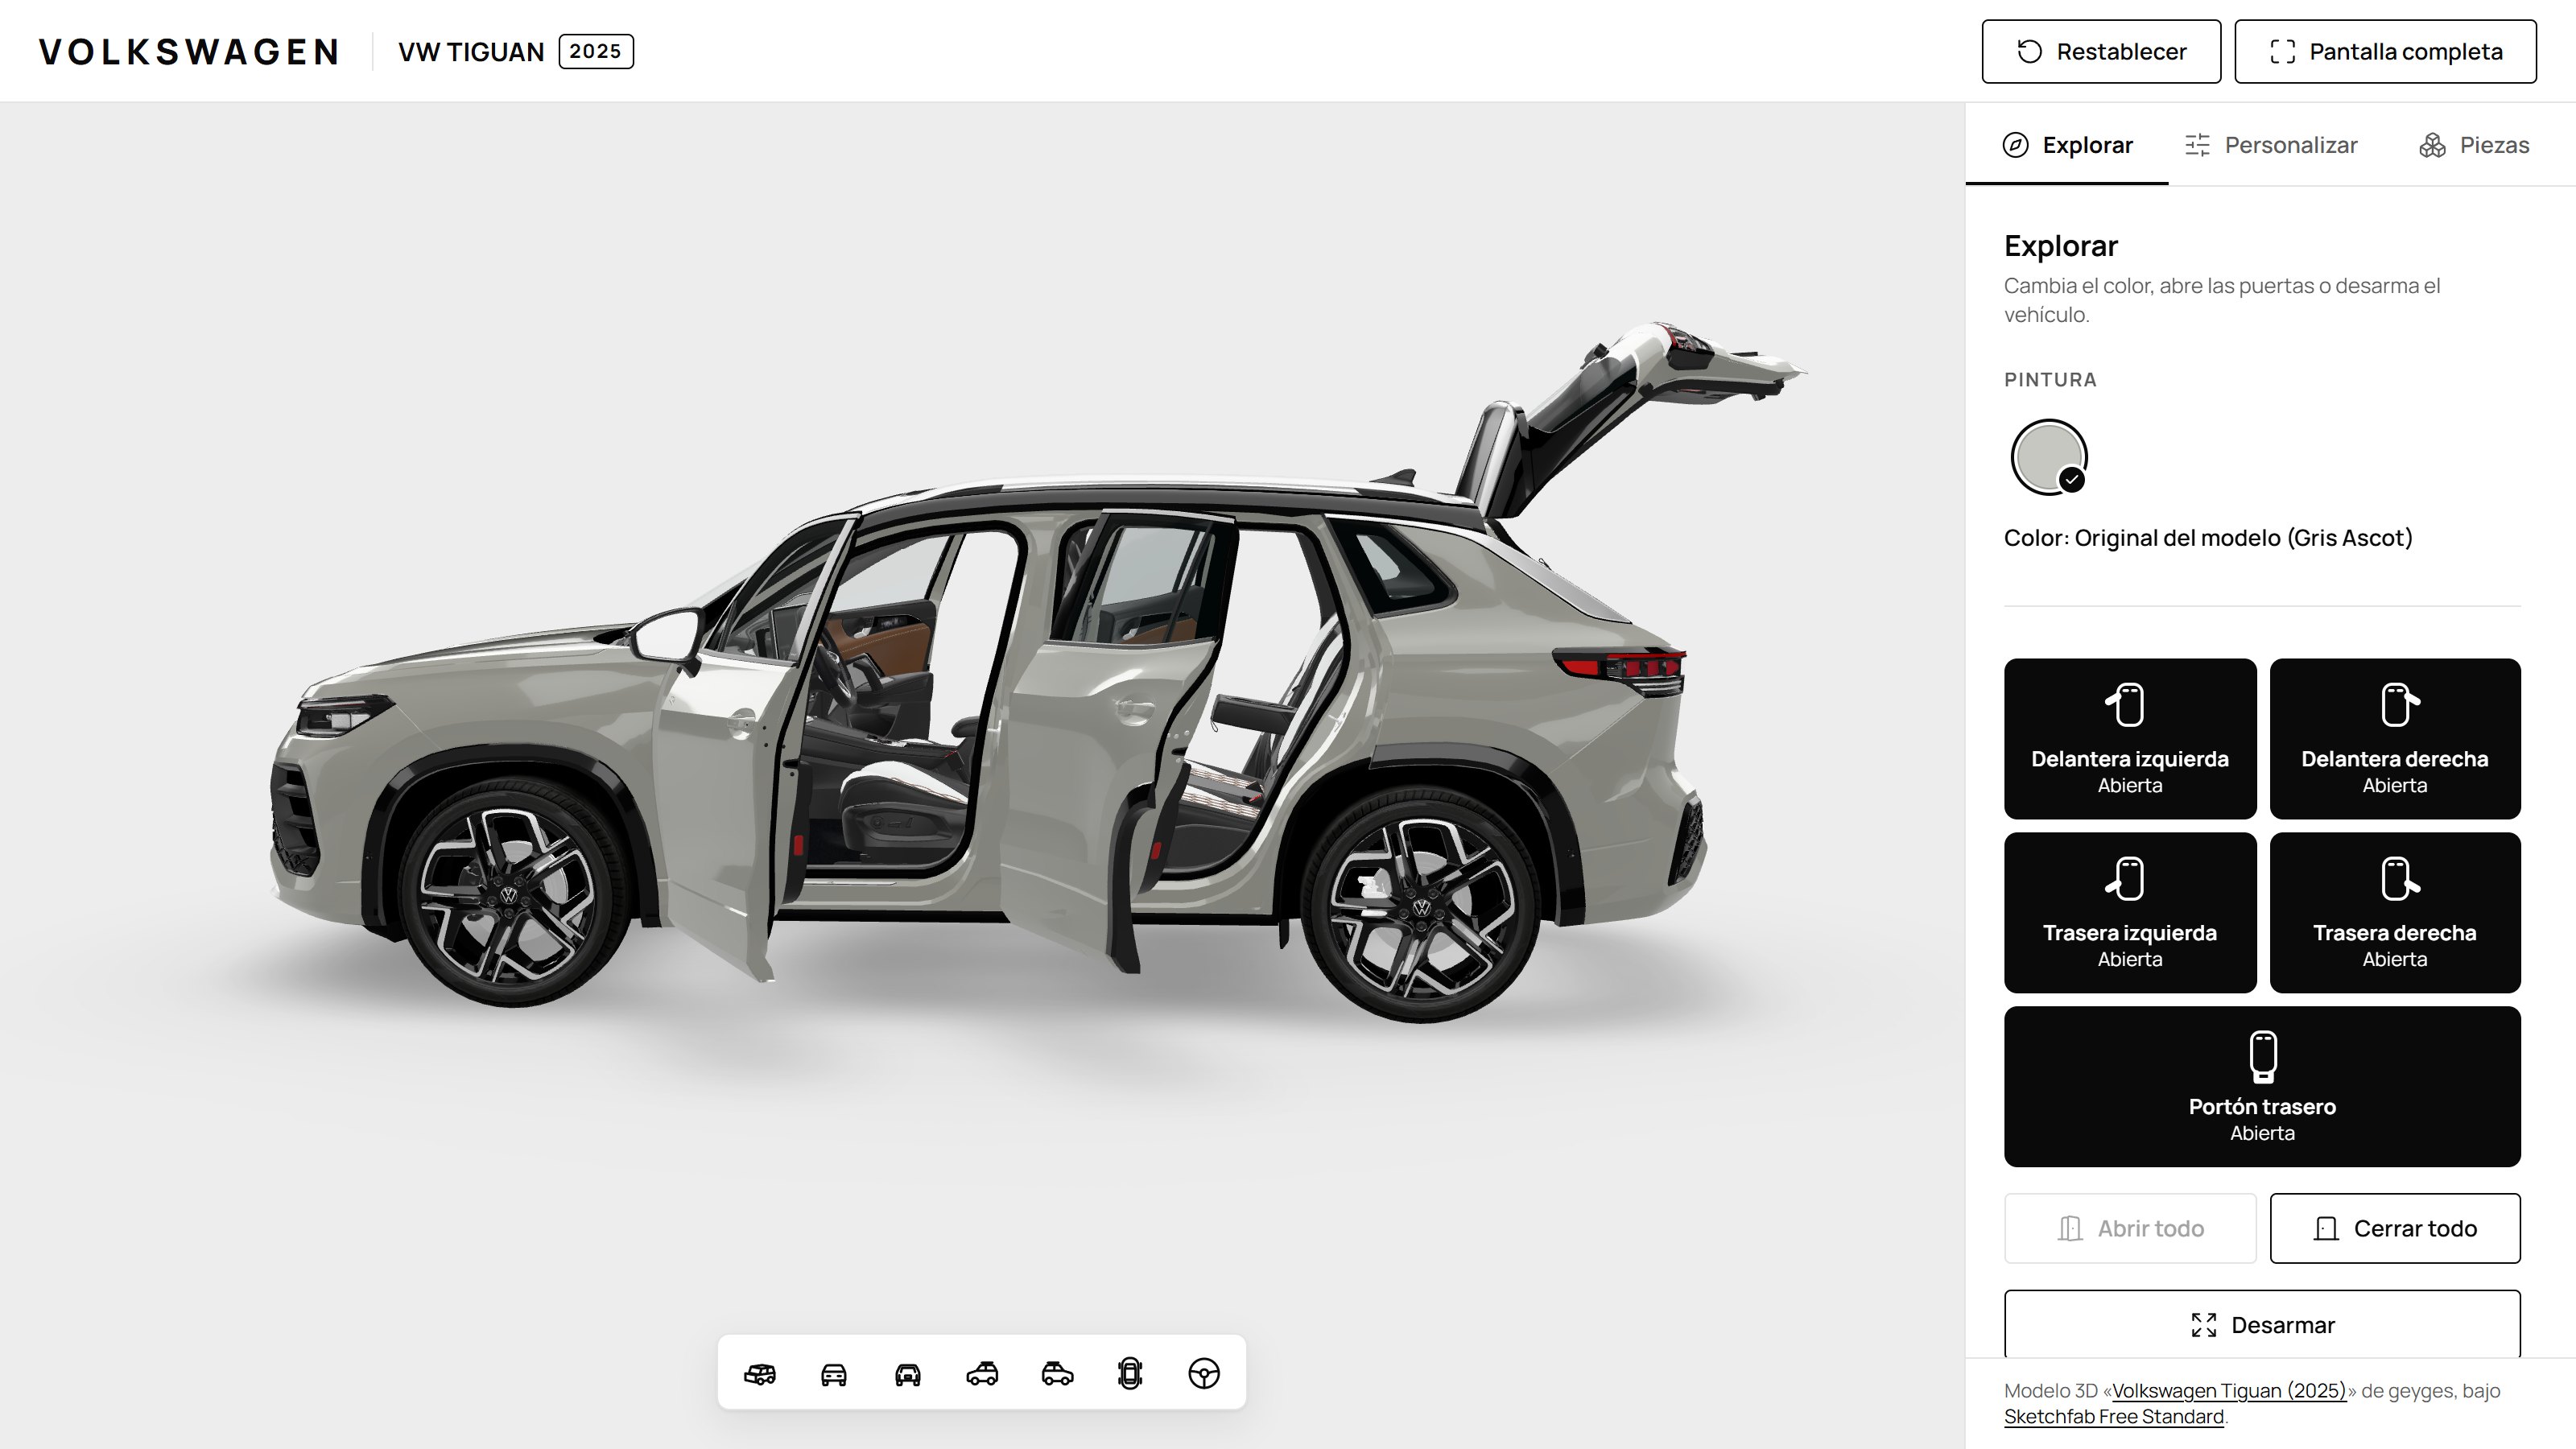 VOLKSWAGEN
VW TIGUAN
2025
Restablecer
Pantalla completa
Explorar
Personalizar
Piezas
Explorar
Cambia el color, abre las puertas o desarma el
vehículo.
PINTURA
Color: Original del modelo (Gris Ascot)
Delantera izquierda
Abierta
Delantera derecha
Abierta
Trasera izquierda
Abierta
Trasera derecha
Abierta
Portón trasero
Abierta
Abrir todo
Cerrar todo
Desarmar
Modelo 3D «Volkswagen Tiguan (2025)» de geyges, bajo
Sketchfab Free Standard.